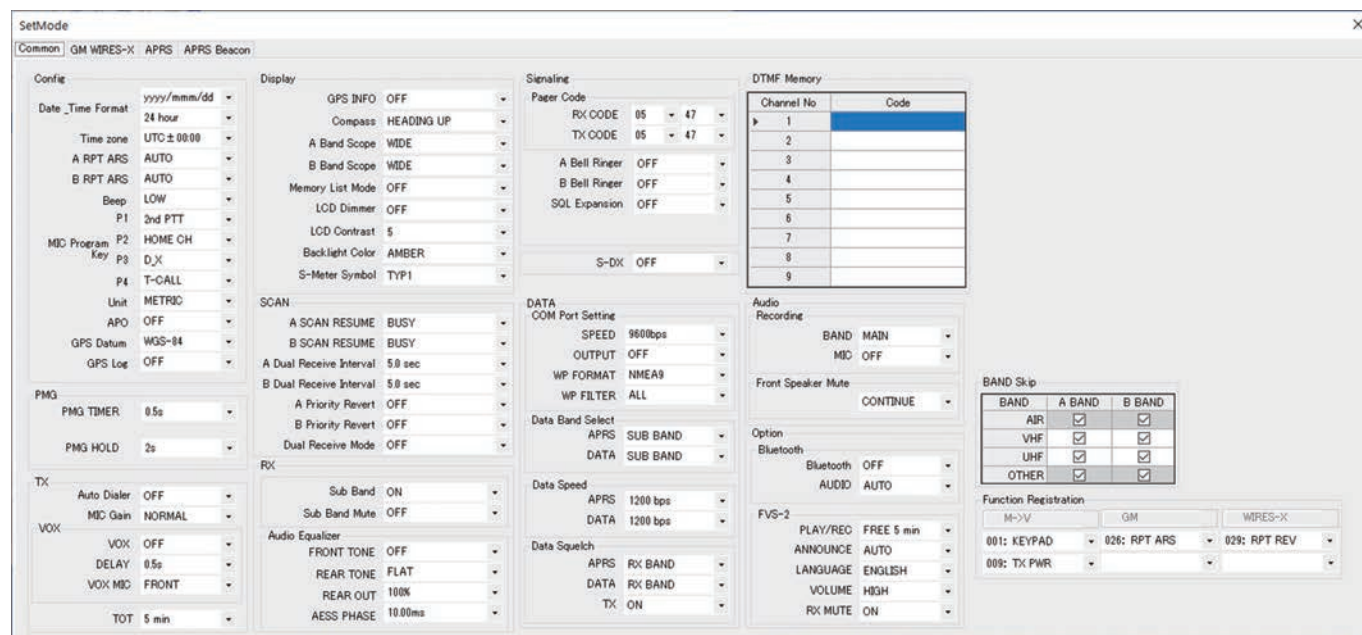 SetMode
Common GM WIRES-X APRS APRS Beacon
Config
Date _Time Format yyyy/mmm/dd
24 hour
Time zone UTC±00:00
A RPT ARS AUTO
B RPT ARS AUTO
Beep LOW
MIC Program Key
P1 2nd PTT
P2 HOME CH
P3 D_X
P4 T-CALL
Unit METRIC
APO OFF
GPS Datum WGS-84
GPS Log OFF
PMG
PMG TIMER 0.5s
PMG HOLD 2s
TX
Auto Dialer OFF
MIC Gain NORMAL
VOX
VOX OFF
DELAY 0.5s
VOX MIC FRONT
TOT 5 min
Display
GPS INFO OFF
Compass HEADING UP
A Band Scope WIDE
B Band Scope WIDE
Memory List Mode OFF
LCD Dimmer OFF
LCD Contrast 5
Backlight Color AMBER
S-Meter Symbol TYP1
SCAN
A SCAN RESUME BUSY
B SCAN RESUME BUSY
A Dual Receive Interval 5.0 sec
B Dual Receive Interval 5.0 sec
A Priority Revert OFF
B Priority Revert OFF
Dual Receive Mode OFF
RX
Sub Band ON
Sub Band Mute OFF
Audio Equalizer
FRONT TONE OFF
REAR TONE FLAT
REAR OUT 100%
AESS PHASE 10.00ms
Signaling
Pager Code
RX CODE 05 47
TX CODE 05 47
A Bell Ringer OFF
B Bell Ringer OFF
SQL Expansion OFF
S-DX OFF
DATA
COM Port Setting
SPEED 9600bps
OUTPUT OFF
WP FORMAT NMEA9
WP FILTER ALL
Data Band Select
APRS SUB BAND
DATA SUB BAND
Data Speed
APRS 1200 bps
DATA 1200 bps
Data Squelch
APRS RX BAND
DATA RX BAND
TX ON
DTMF Memory
Channel No Code
1
2
3
4
5
6
7
8
9
Audio
Recording
BAND MAIN
MIC OFF
Front Speaker Mute
CONTINUE
Option
Bluetooth
Bluetooth OFF
AUDIO AUTO
FVS-2
PLAY/REC FREE 5 min
ANNOUNCE AUTO
LANGUAGE ENGLISH
VOLUME HIGH
RX MUTE ON
BAND Skip
BAND A BAND B BAND
AIR
VHF
UHF
OTHER
Function Registration
M->V GM WIRES-X
001: KEYPAD 026: RPT ARS 029: RPT REV
009: TX PWR